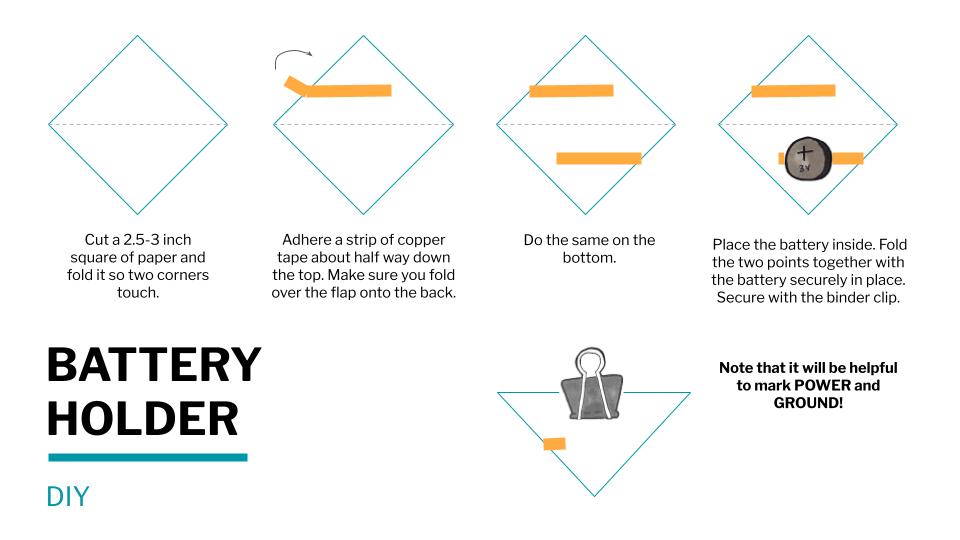 Cut a 2.5-3 inch
square of paper and
fold it so two corners
touch.
Adhere a strip of copper
tape about half way down
the top. Make sure you fold
over the flap onto the back.
Do the same on the
bottom.
+
3V
Place the battery inside. Fold
the two points together with
the battery securely in place.
Secure with the binder clip.
BATTERY
HOLDER
DIY
Note that it will be helpful
to mark POWER and
GROUND!